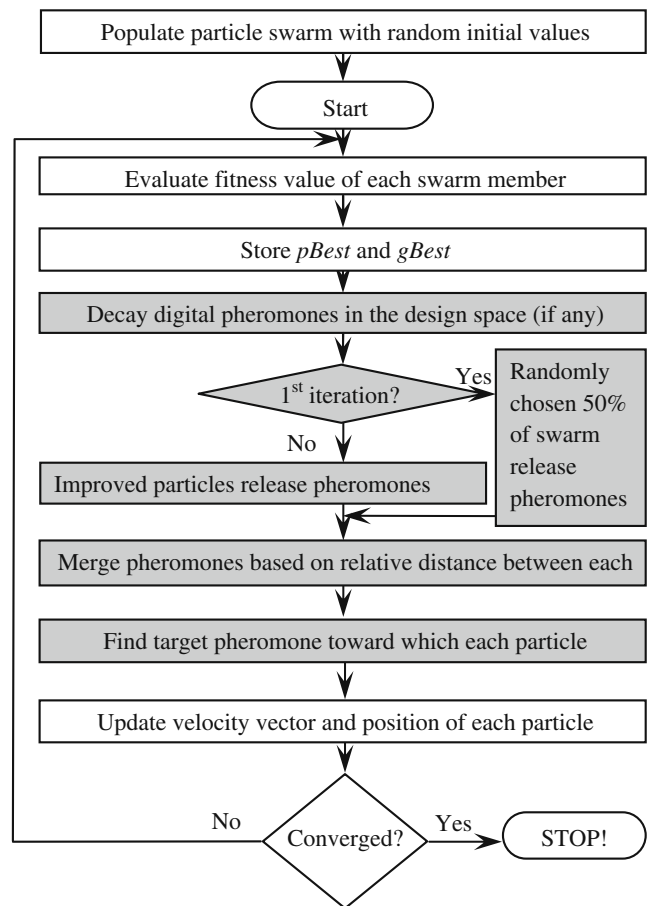 Populate particle swarm with random initial values
Start
Evaluate fitness value of each swarm member
Store pBest and gBest
Decay digital pheromones in the design space (if any)
1st iteration?
Yes
Randomly
chosen 50%
of swarm
release
pheromones
No
Improved particles release pheromones
Merge pheromones based on relative distance between each
Find target pheromone toward which each particle
Update velocity vector and position of each particle
No
Converged?
Yes
STOP!